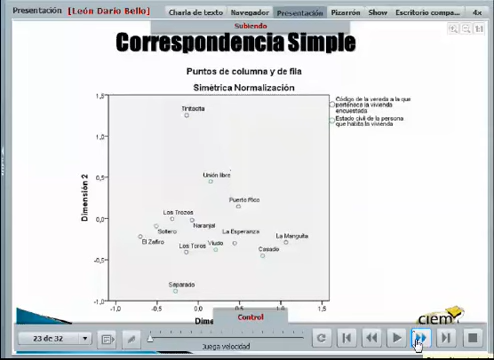 Presentación [León Darío Bello]
Charla de texto
Navegador
Presentación
Pizarrón
Show
Escritorio compa...
4x
Subiendo
Correspondencia Simple
Puntos de columna y de fila
Simétrica Normalización
Código de la vereda a la que
pertenece la vivienda
encuestada
Estado civil de la persona
que habita la vivienda
Dimensión 2
1,5
1,0
0,5
0,0
-0,5
-1,0
Unión libre
Puerto Rico
Los Trozos
Naranjal
Soltero
La Esperanza
La Manguita
El Zafiro
Los Toros
Viudo
Casado
Separado
-1,0
-0,5
0,0
0,5
1,0
1,5
Dime
Control
ciem
23 de 32
Juega velocidad